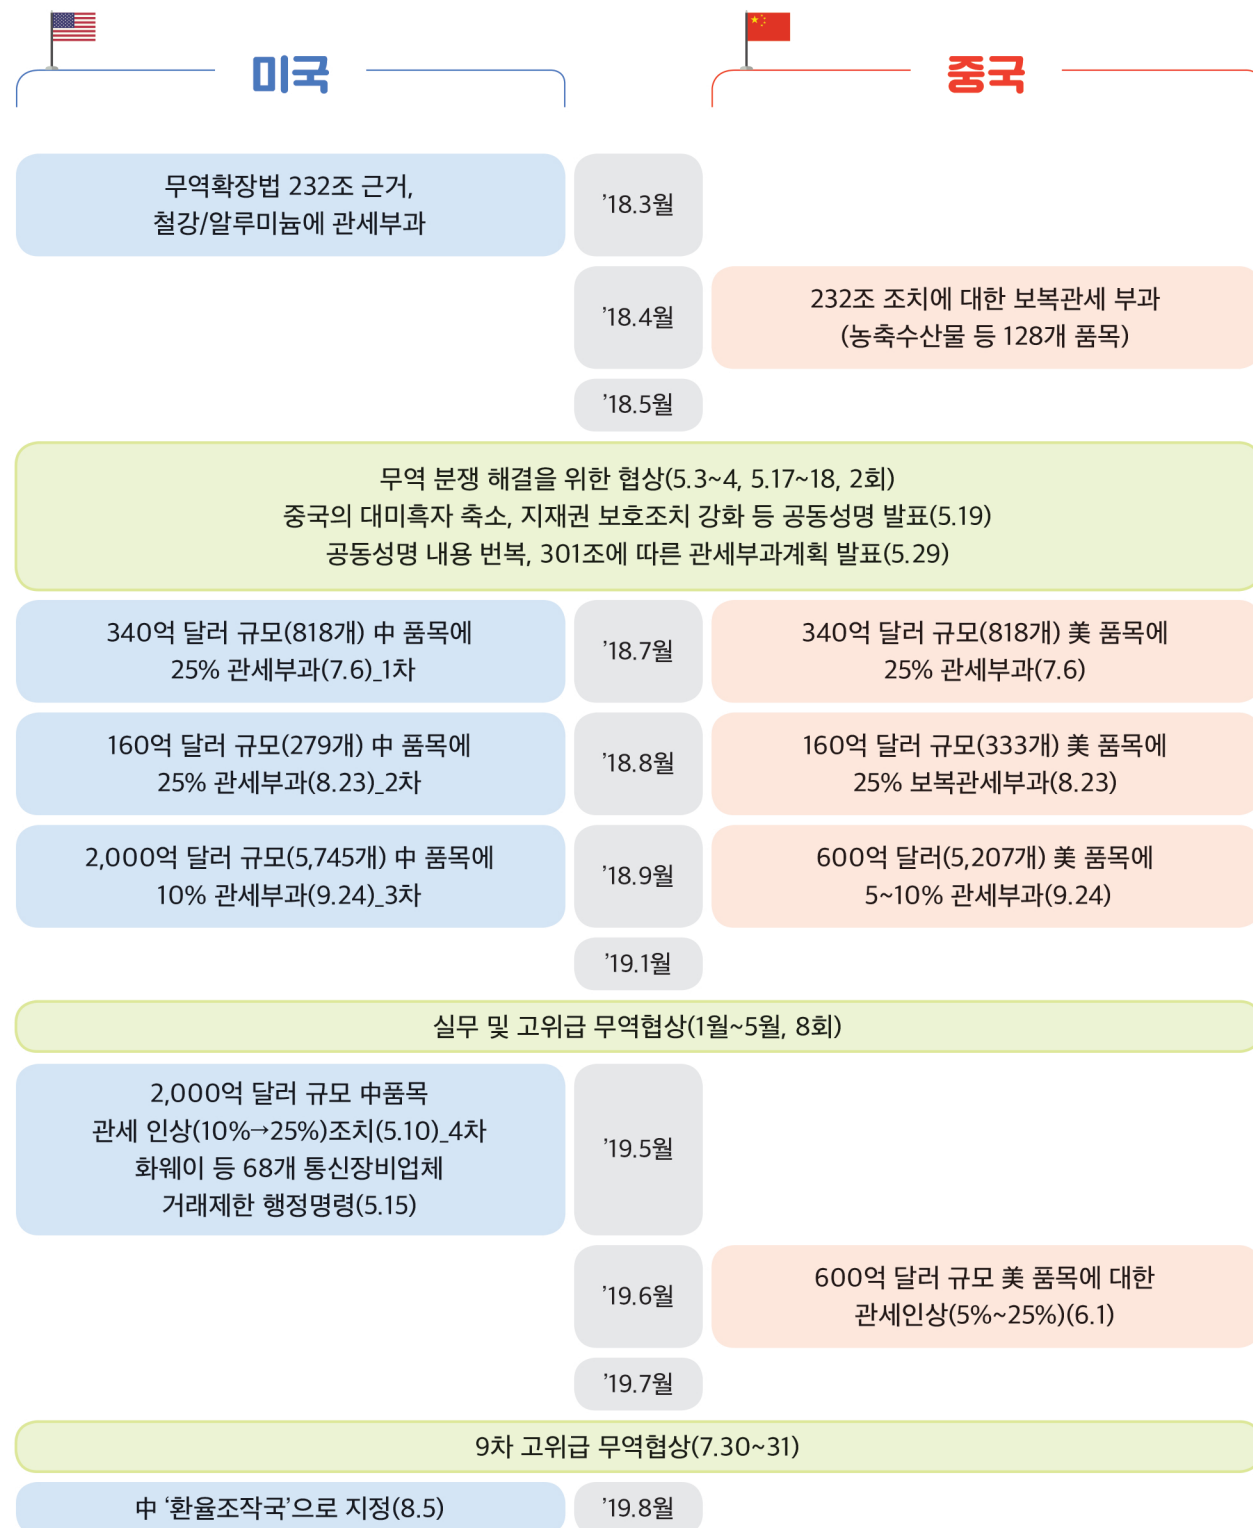 미국
중국
무역확장법 232조 근거,
철강/알루미늄에 관세부과
’18.3월
’18.4월
232조 조치에 대한 보복관세 부과
(농축수산물 등 128개 품목)
’18.5월
무역 분쟁 해결을 위한 협상(5.3~4, 5.17~18, 2회)
중국의 대미흑자 축소, 지재권 보호조치 강화 등 공동성명 발표(5.19)
공동성명 내용 번복, 301조에 따른 관세부과계획 발표(5.29)
340억 달러 규모(818개) 中 품목에
25% 관세부과(7.6)_1차
’18.7월
340억 달러 규모(818개) 美 품목에
25% 관세부과(7.6)
160억 달러 규모(279개) 中 품목에
25% 관세부과(8.23)_2차
’18.8월
160억 달러 규모(333개) 美 품목에
25% 보복관세부과(8.23)
2,000억 달러 규모(5,745개) 中 품목에
10% 관세부과(9.24)_3차
’18.9월
600억 달러(5,207개) 美 품목에
5~10% 관세부과(9.24)
’19.1월
실무 및 고위급 무역협상(1월~5월, 8회)
2,000억 달러 규모 中품목
관세 인상(10%→25%)조치(5.10)_4차
화웨이 등 68개 통신장비업체
거래제한 행정명령(5.15)
’19.5월
’19.6월
600억 달러 규모 美 품목에 대한
관세인상(5%~25%)(6.1)
’19.7월
9차 고위급 무역협상(7.30~31)
中 ‘환율조작국’으로 지정(8.5)
’19.8월